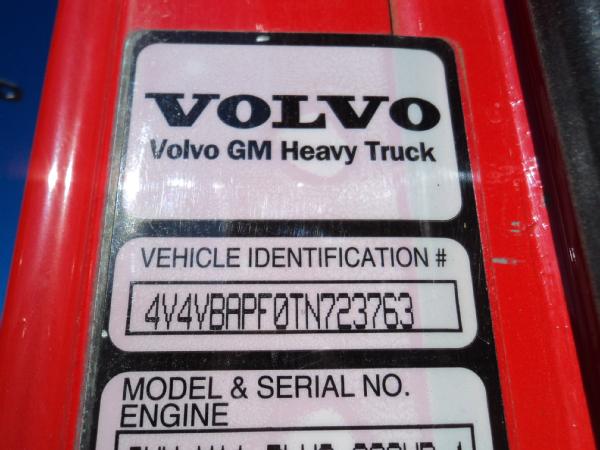 VOLVO
Volvo GM Heavy Truck
VEHICLE IDENTIFICATION #
4V4VBAPF0TN723763
MODEL & SERIAL NO.
ENGINE